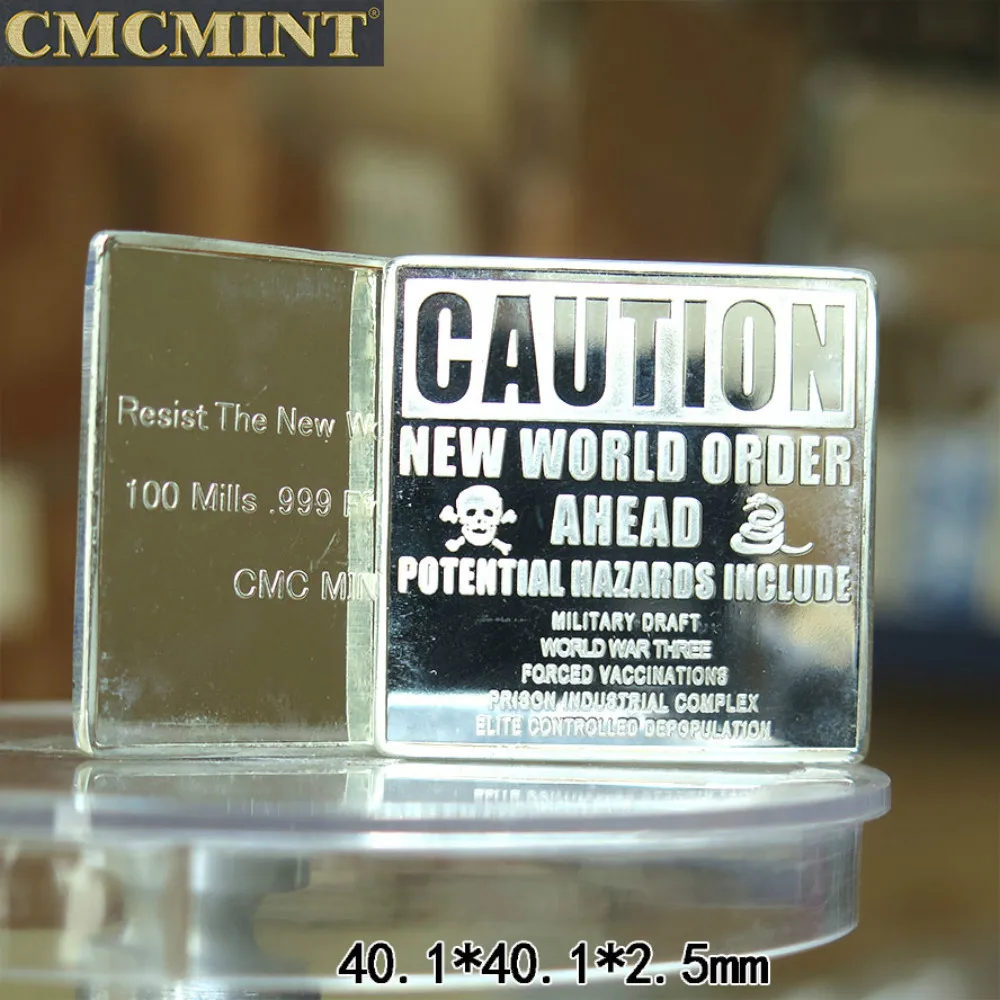 CMCMINT®
Resist The New
100 Mills .999
CMC MIN
CAUTION
NEW WORLD ORDER
AHEAD
POTENTIAL HAZARDS INCLUDE
MILITARY DRAFT
WORLD WAR THREE
FORCED VACCINATIONS
PRISON INDUSTRIAL COMPLEX
ELITE CONTROLLED DEPOPULATION
40.1*40.1*2.5mm